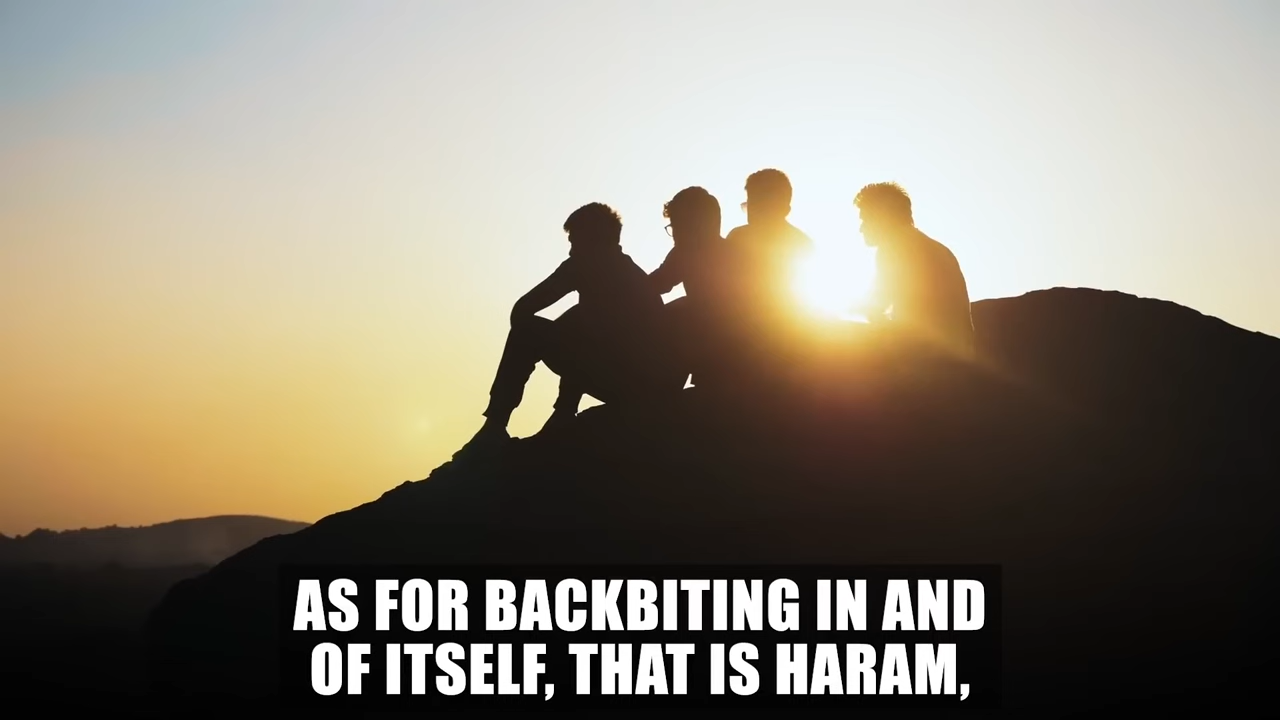 AS FOR BACKBITING IN AND
OF ITSELF, THAT IS HARAM,